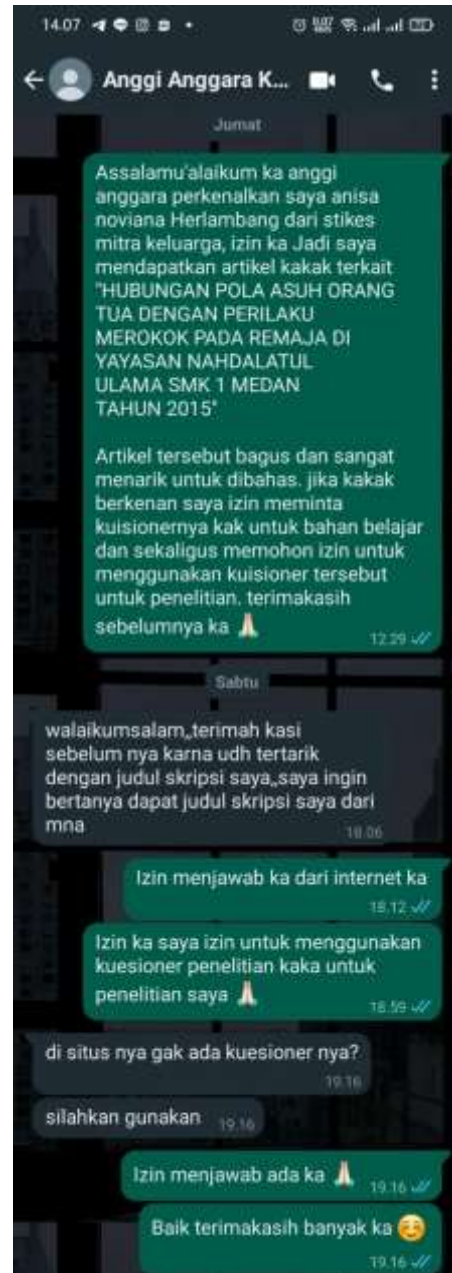 14.07
Anggi Anggara K...
Jumat
Assalamu'alaikum ka anggi
anggara perkenalkan saya anisa
noviana Herlambang dari stikes
mitra keluarga, izin ka Jadi saya
mendapatkan artikel kakak terkait
"HUBUNGAN POLA ASUH ORANG
TUA DENGAN PERILAKU
MEROKOK PADA REMAJA DI
YAYASAN NAHDALATUL
ULAMA SMK 1 MEDAN
TAHUN 2015"
Artikel tersebut bagus dan sangat
menarik untuk dibahas. jika kakak
berkenan saya izin meminta
kuisionernya kak untuk bahan belajar
dan sekaligus memohon izin untuk
menggunakan kuisioner tersebut
untuk penelitian. terimakasih
sebelumnya ka 🙏🏻
12.29
Sabtu
walaikumsalam,,terimah kasi
sebelum nya karna udh tertarik
dengan judul skripsi saya,,saya ingin
bertanya dapat judul skripsi saya dari
mna
18.06
Izin menjawab ka dari internet ka
18.12
Izin ka saya izin untuk menggunakan
kuesioner penelitian kaka untuk
penelitian saya 🙏🏻
18.59
di situs nya gak ada kuesioner nya?
19.16
silahkan gunakan 19.16
Izin menjawab ada ka 🙏🏻 19.16
Baik terimakasih banyak ka ☺️
19.16